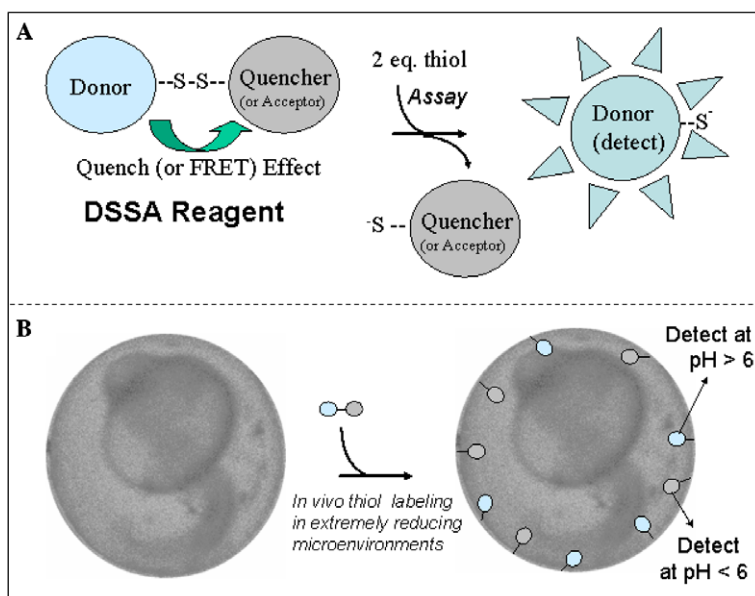 A
Donor
--S-S--
Quencher
(or Acceptor)
Quench (or FRET) Effect
DSSA Reagent
2 eq. thiol
Assay
-S --
Quencher
(or Acceptor)
Donor
(detect)
--S-
B
In vivo thiol labeling
in extremely reducing
microenvironments
Detect at
pH > 6
Detect
at pH < 6